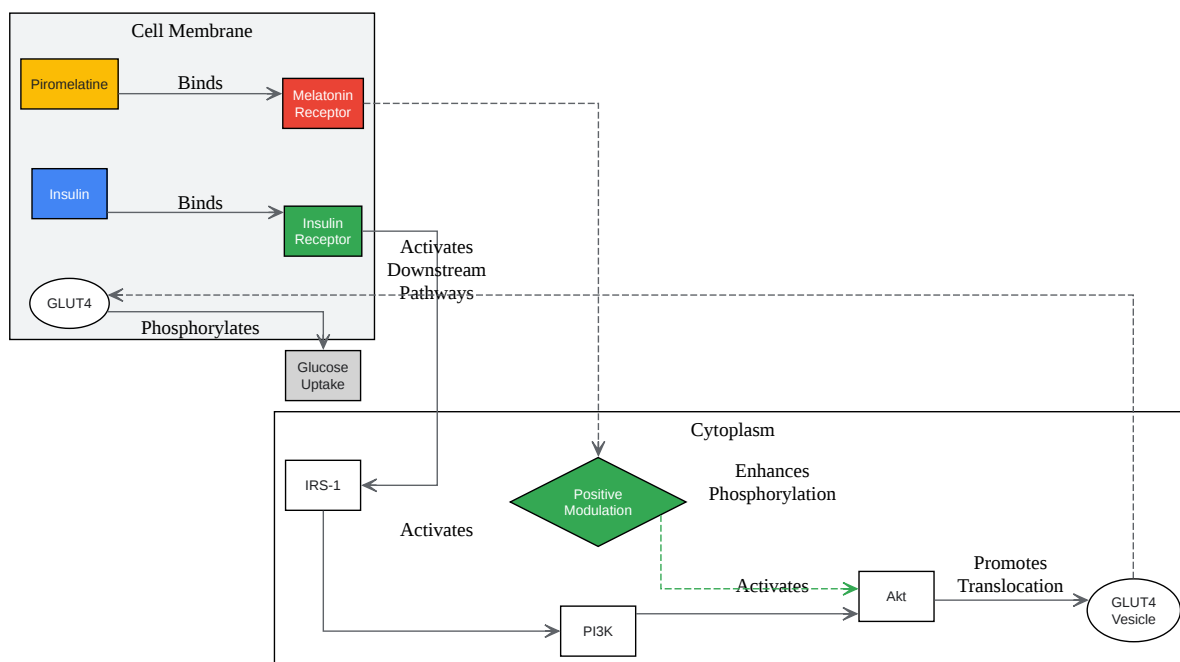 Cell Membrane
Piromelatine
Binds
Melatonin
Receptor
Insulin
Binds
Insulin
Receptor
Activates
Downstream
Pathways
GLUT4
Phosphorylates
Glucose
Uptake
Cytoplasm
IRS-1
Positive
Modulation
Enhances
Phosphorylation
Activates
Activates
Akt
Promotes
Translocation
GLUT4
Vesicle
PI3K